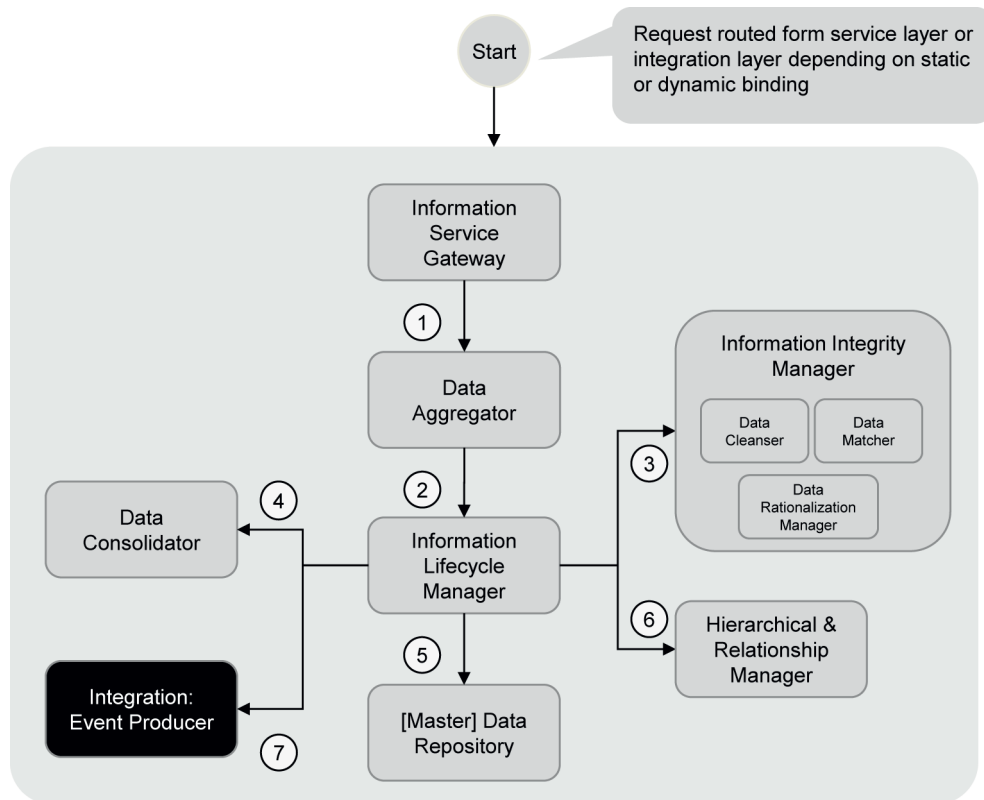 Start
Request routed form service layer or
integration layer depending on static
or dynamic binding
Information
Service
Gateway
1
Data
Aggregator
Information Integrity
Manager
Data
Cleanser
Data
Matcher
Data
Rationalization
Manager
2
3
4
Data
Consolidator
Information
Lifecycle
Manager
5
6
Hierarchical &
Relationship
Manager
Integration:
Event Producer
7
[Master] Data
Repository